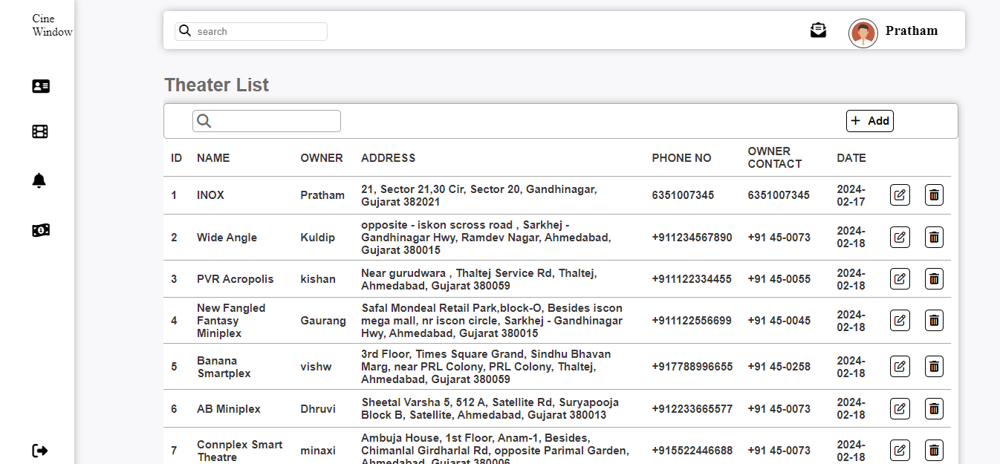 Cine
Window
search
Pratham
Theater List
+ Add
ID NAME OWNER ADDRESS PHONE NO OWNER CONTACT DATE
1 INOX Pratham 21, Sector 21,30 Cir, Sector 20, Gandhinagar, Gujarat 382021 6351007345 6351007345 2024-02-17
2 Wide Angle Kuldip opposite - iskon scross road , Sarkhej - Gandhinagar Hwy, Ramdev Nagar, Ahmedabad, Gujarat 380015 +911234567890 +91 45-0073 2024-02-18
3 PVR Acropolis kishan Near gurudwara , Thaltej Service Rd, Thaltej, Ahmedabad, Gujarat 380059 +911122334455 +91 45-0055 2024-02-18
4 New Fangled Fantasy Miniplex Gaurang Safal Mondeal Retail Park,block-O, Besides iscon mega mall, nr iscon circle, Sarkhej - Gandhinagar Hwy, Ahmedabad, Gujarat 380015 +911122556699 +91 45-0045 2024-02-18
5 Banana Smartplex vishw 3rd Floor, Times Square Grand, Sindhu Bhavan Marg, near PRL Colony, PRL Colony, Thaltej, Ahmedabad, Gujarat 380059 +917788996655 +91 45-0258 2024-02-18
6 AB Miniplex Dhruvi Sheetal Varsha 5, 512 A, Satellite Rd, Suryapooja Block B, Satellite, Ahmedabad, Gujarat 380013 +912233665577 +91 45-0073 2024-02-18
7 Connplex Smart Theatre minaxi Ambuja House, 1st Floor, Anam-1, Besides, Chimanlal Girdharlal Rd, opposite Parimal Garden, Ahmedabad, Gujarat 380006 +915522446688 +91 45-0073 2024-02-18